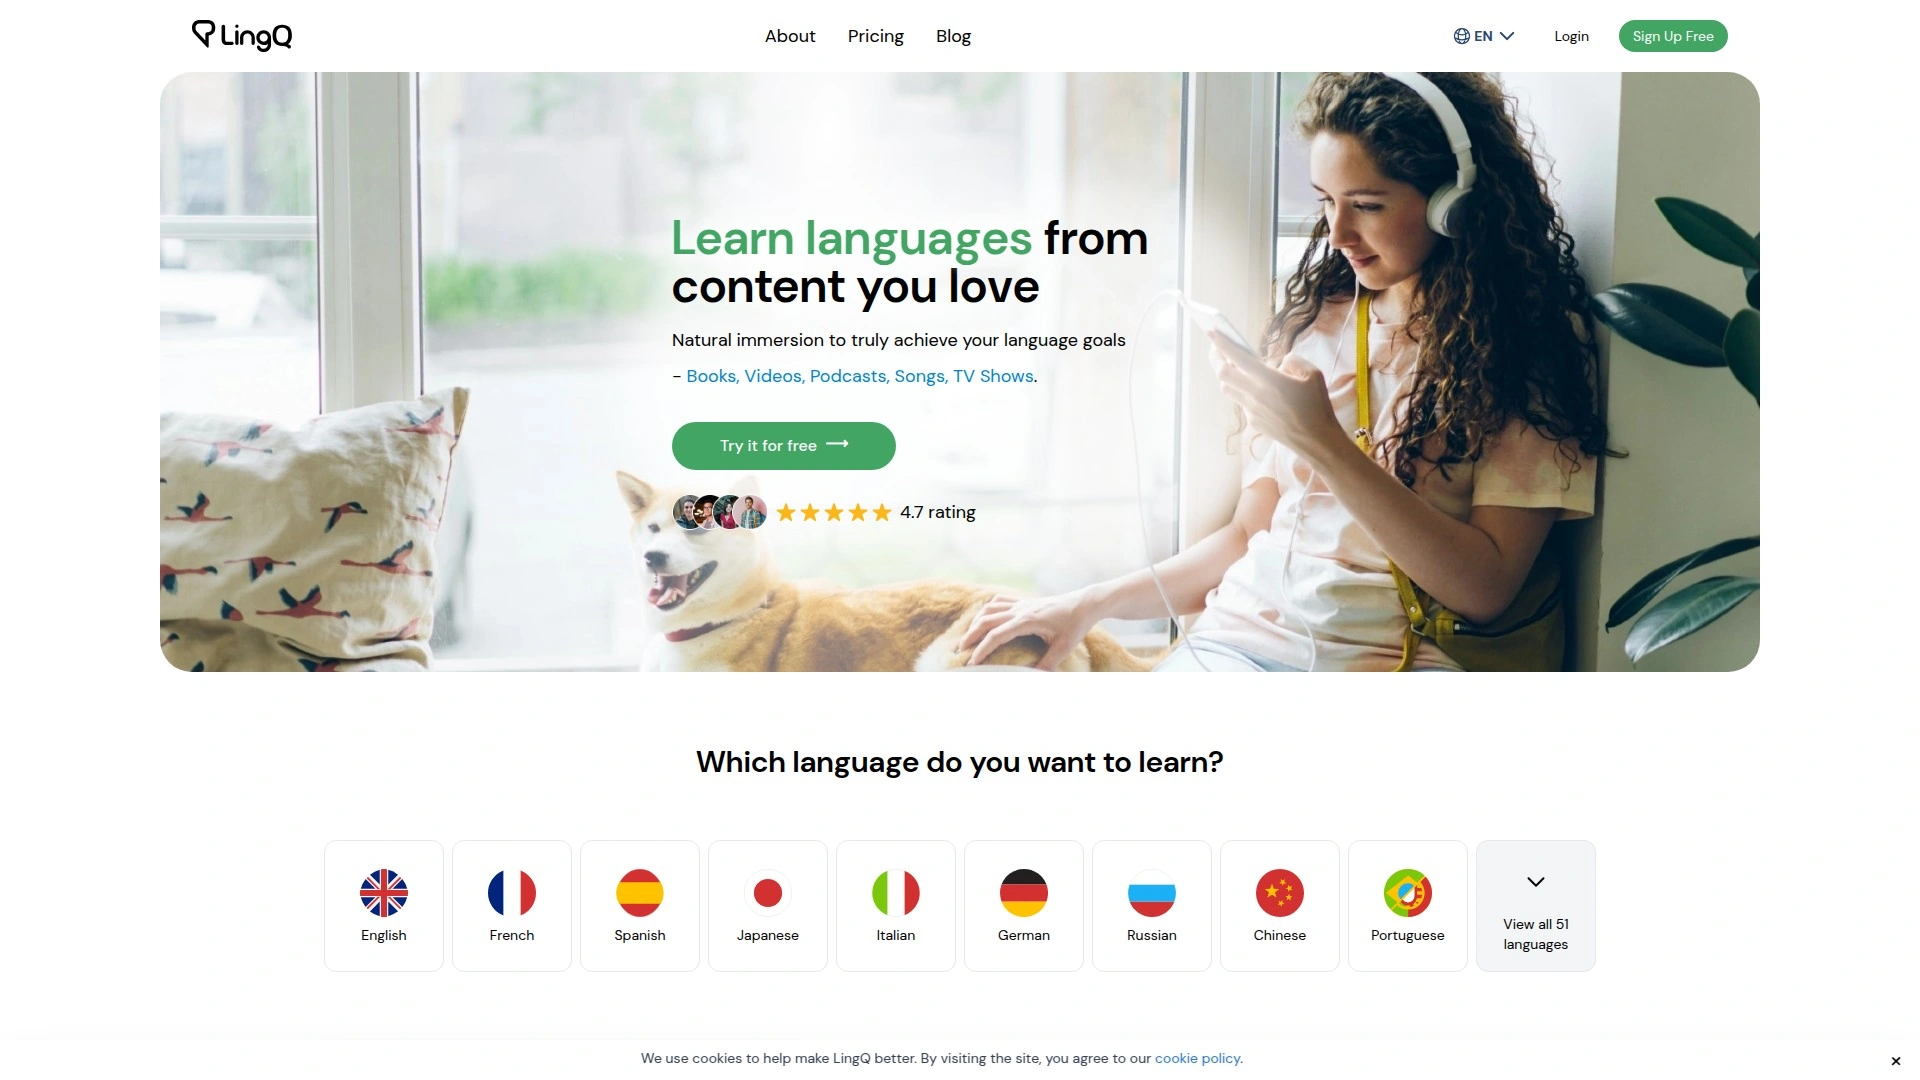 LingQ
About
Pricing
Blog
EN
Login
Sign Up Free
Learn languages from
content you love
Natural immersion to truly achieve your language goals
- Books, Videos, Podcasts, Songs, TV Shows.
Try it for free
4.7 rating
Which language do you want to learn?
English
French
Spanish
Japanese
Italian
German
Russian
Chinese
Portuguese
View all 51
languages
We use cookies to help make LingQ better. By visiting the site, you agree to our cookie policy.